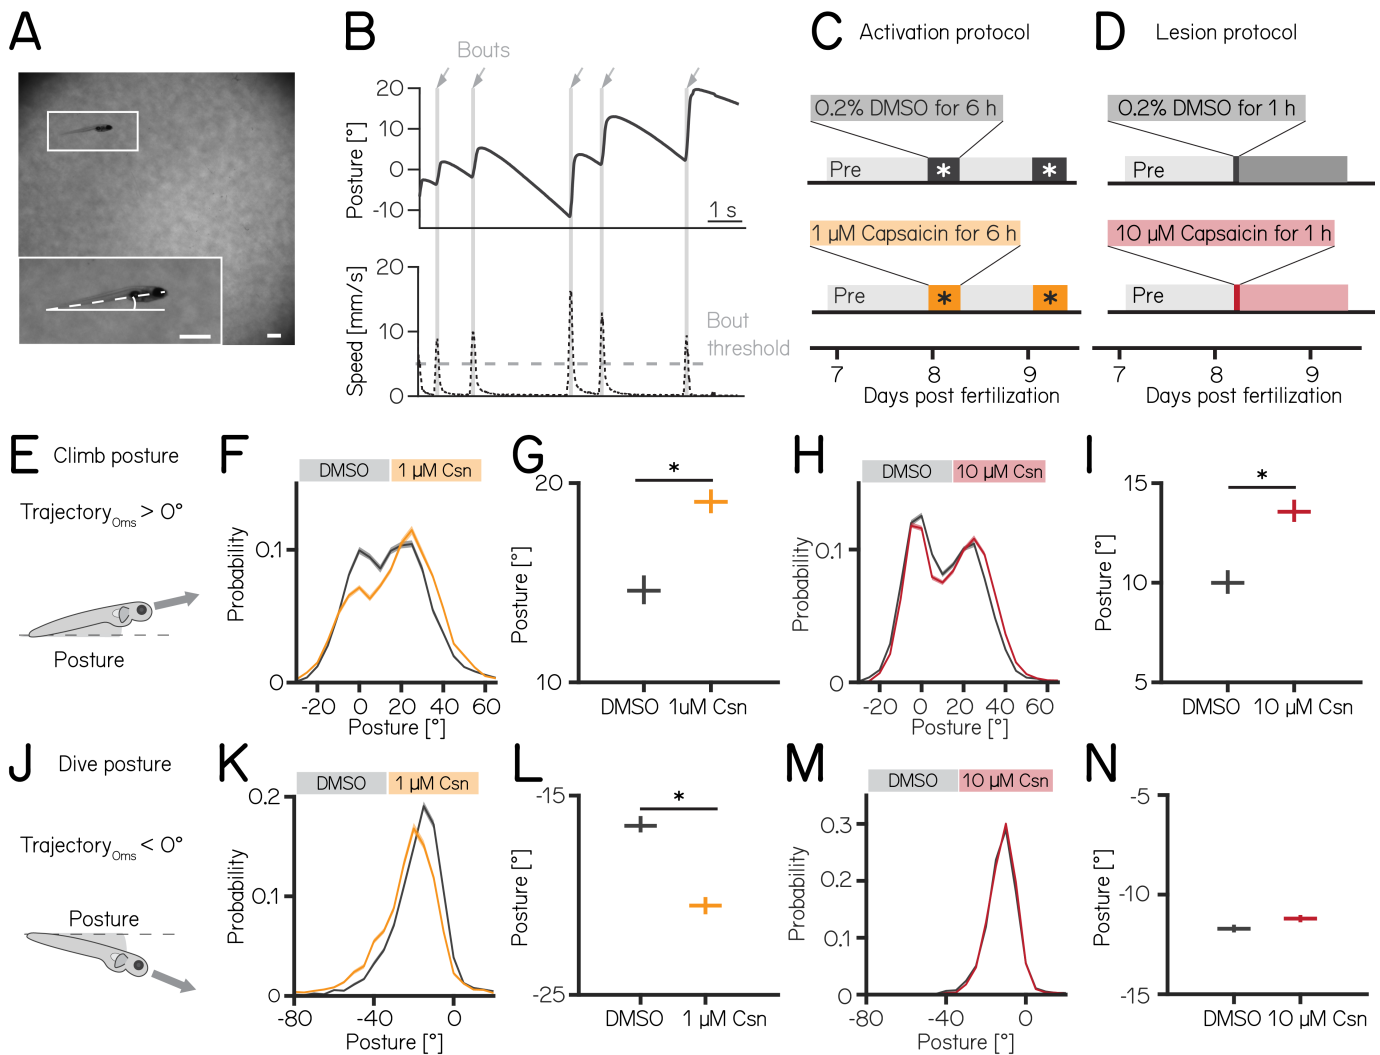 A
B
Bouts
20
10
0
-10
Posture [°]
1 s
20
10
0
Speed [mm/s]
Bout
threshold
C Activation protocol
0.2% DMSO for 6 h
Pre
*
*
1 µM Capsaicin for 6 h
Pre
*
*
7
8
9
Days post fertilization
D Lesion protocol
0.2% DMSO for 1 h
Pre
10 µM Capsaicin for 1 h
Pre
7
8
9
Days post fertilization
E Climb posture
Trajectory0ms > 0°
Posture
F
DMSO
1 µM Csn
0.1
0
Probability
-20 0 20 40 60
Posture [°]
G
20
10
Posture [°]
*
DMSO 1uM Csn
H
DMSO
10 µM Csn
0.1
0
Probability
-20 0 20 40 60
Posture [°]
I
15
10
5
Posture [°]
*
DMSO 10 µM Csn
J Dive posture
Trajectory0ms < 0°
Posture
K
DMSO
1 µM Csn
0.2
0.1
0
Probability
-80 -40 0
Posture [°]
L
-15
-25
Posture [°]
*
DMSO 1 µM Csn
M
DMSO
10 µM Csn
0.3
0.2
0.1
0
Probability
-80 -40 0
Posture [°]
N
-5
-10
-15
Posture [°]
DMSO 10 µM Csn